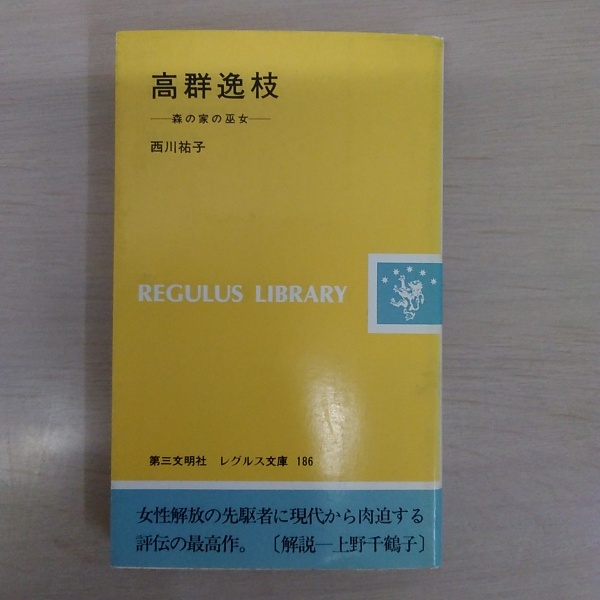 高群逸枝
──森の家の巫女──
西川祐子
REGULUS LIBRARY
第三文明社 レグルス文庫 186
女性解放の先駆者に現代から肉迫する
評伝の最高作。〔解説─上野千鶴子〕